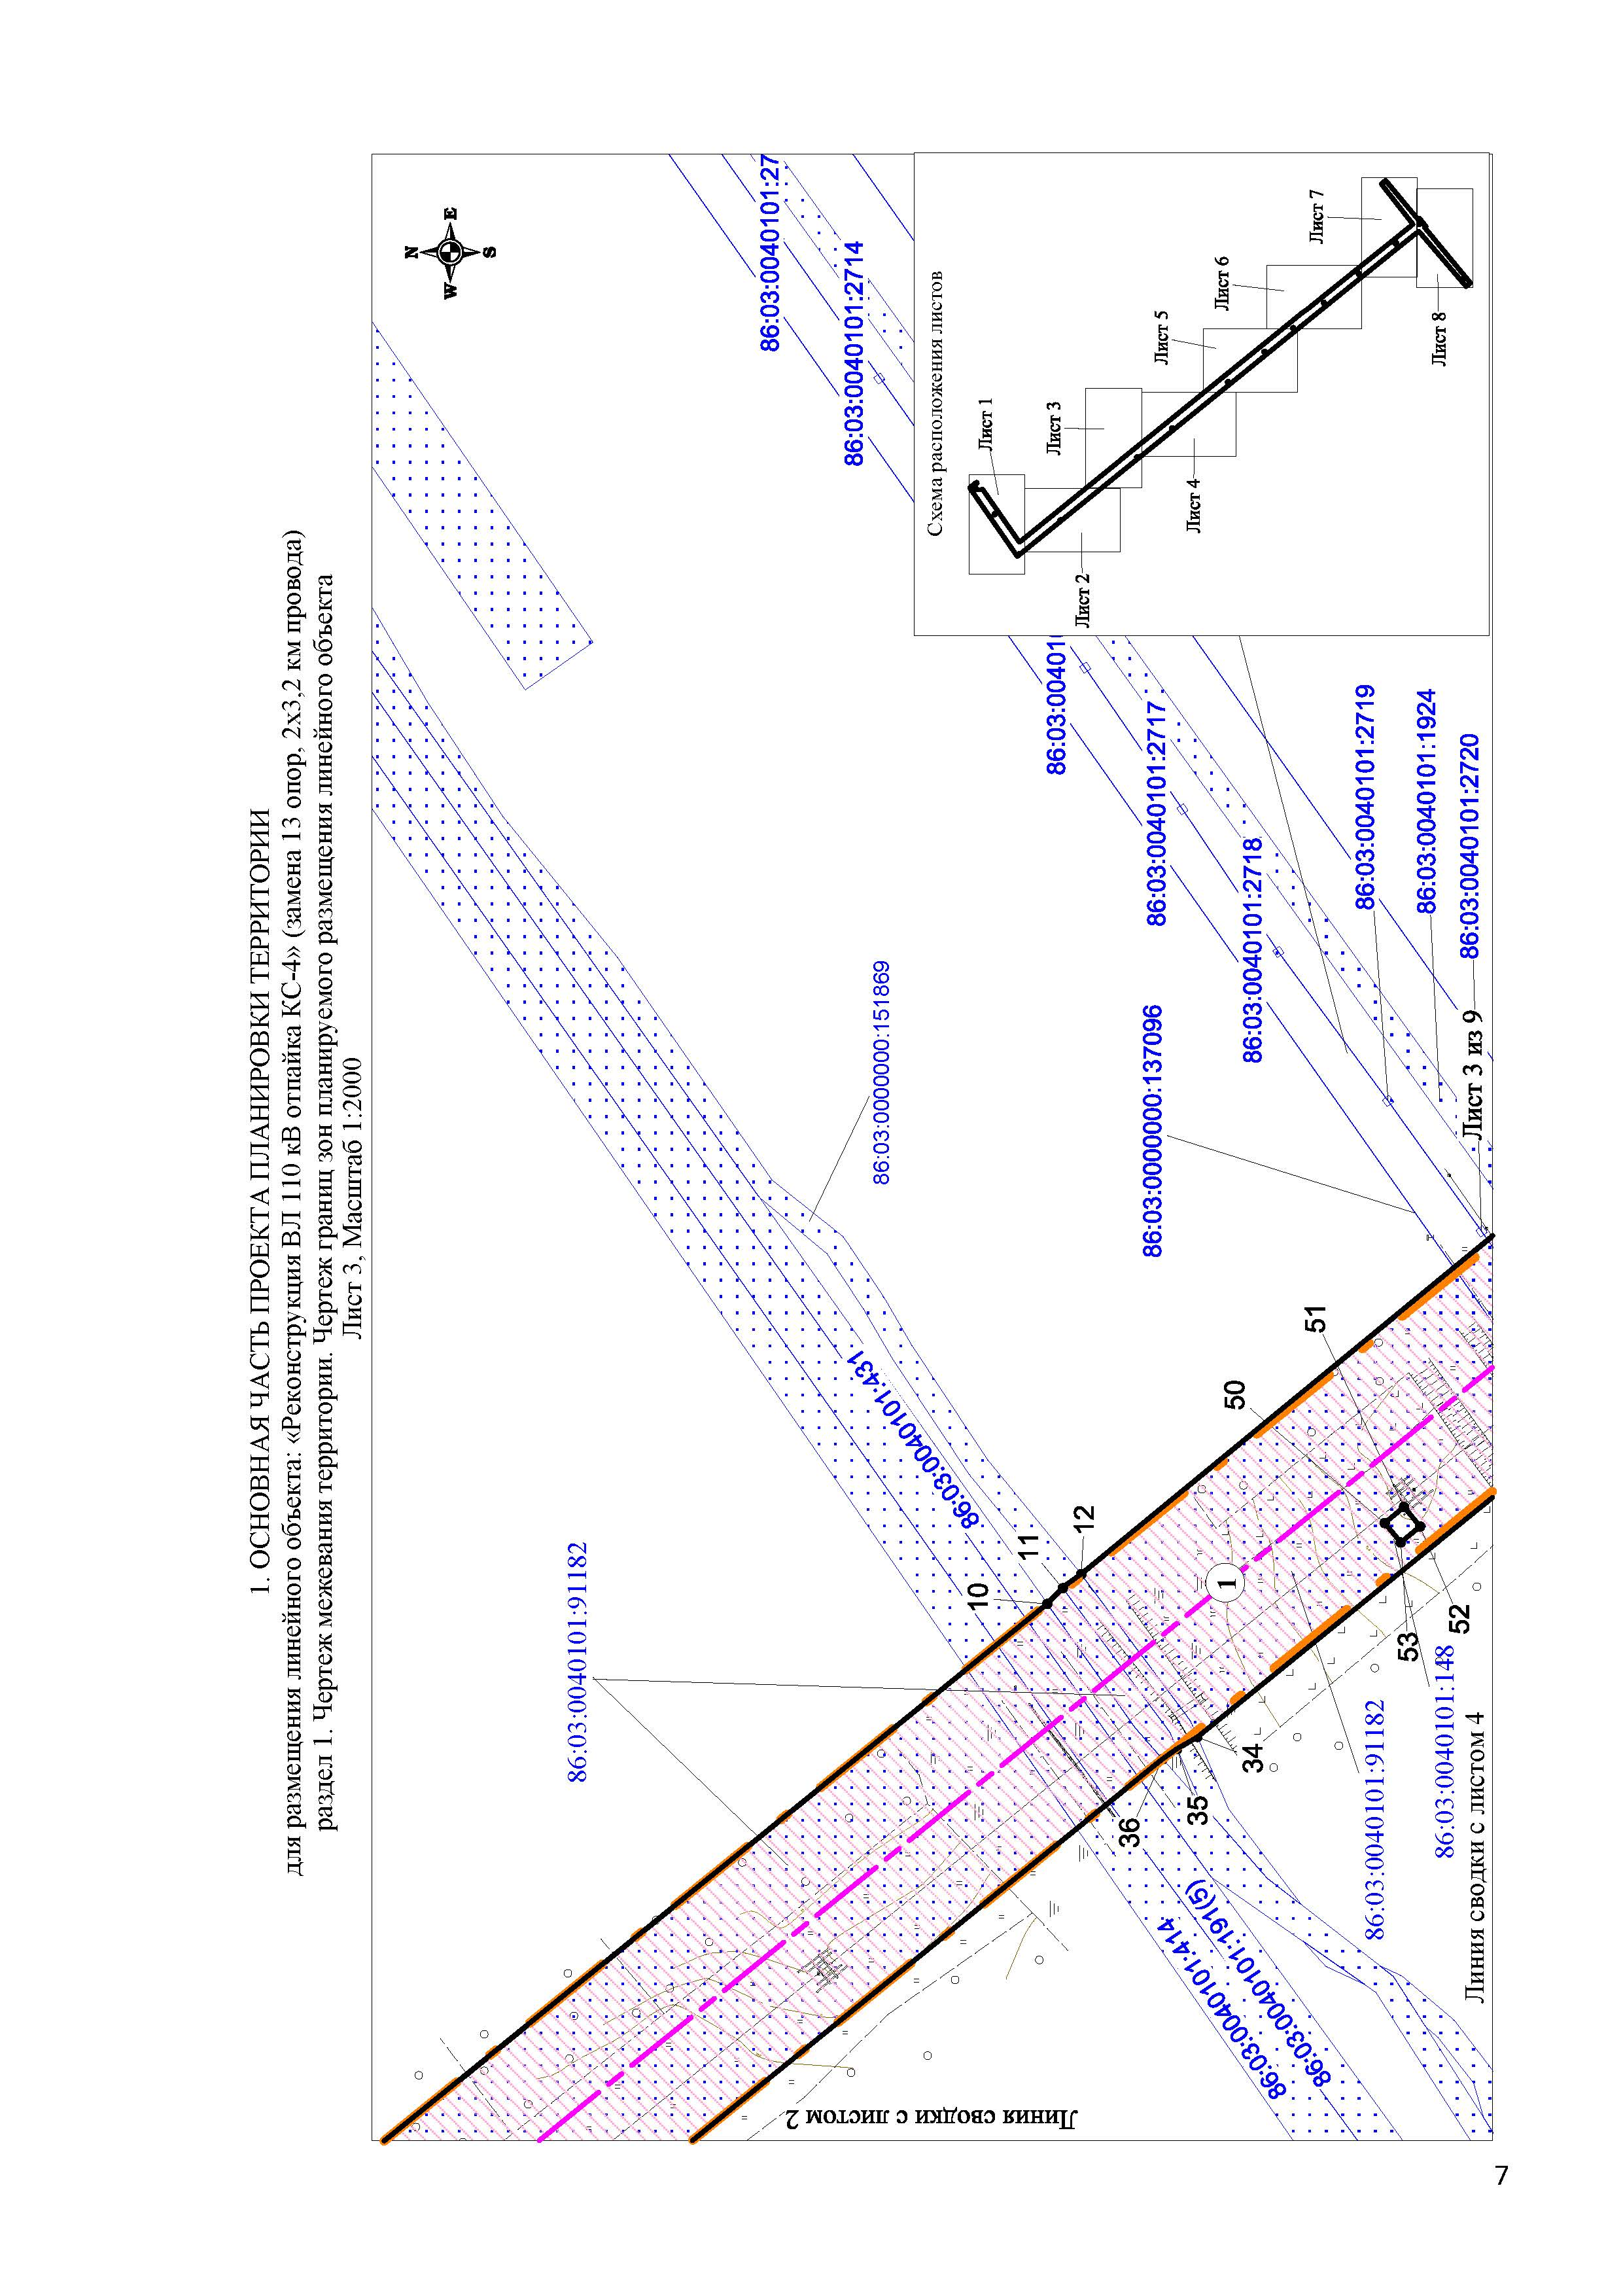 1. ОСНОВНАЯ ЧАСТЬ ПРОЕКТА ПЛАНИРОВКИ ТЕРРИТОРИИ
для размещения линейного объекта: «Реконструкция ВЛ 110 кВ отпайка КС-4» (замена 13 опор, 2х3,2 км провода)
раздел 1. Чертеж межевания территории. Чертеж границ зон планируемого размещения линейного объекта
Лист 3, Масштаб 1:2000
N
W
E
S
86:03:0040101:27
86:03:0040101:2714
86:03:0040101:91182
86:03:0000000:151869
86:03:0040101:431
Схема расположения листов
Лист 1
Лист 2
Лист 3
Лист 4
Лист 5
Лист 6
Лист 7
Лист 8
86:03:004010
86:03:0040101:2717
86:03:0000000:137096
86:03:0040101:2718
86:03:0040101:2719
86:03:0040101:1924
86:03:0040101:2720
Лист 3 из 9
10
11
12
50
51
1
36
35
34
53
52
86:03:0040101:414
86:03:0040101:191(5)
86:03:0040101:91182
86:03:0040101:148
Линия сводки с листом 2
Линия сводки с листом 4
7